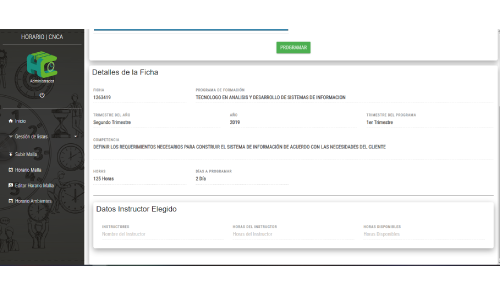 HORARIO | CNCA
Administrador
Inicio
Gestión de listas
Subir Malla
Horario Malla
Editar Horario Malla
Horario Ambientes
PROGRAMAR
Detalles de la Ficha
FICHA
1263419
PROGRAMA DE FORMACIÓN
TECNOLOGO EN ANALISIS Y DESARROLLO DE SISTEMAS DE INFORMACION
TRIMESTRE DEL AÑO
Segundo Trimestre
AÑO
2019
TRIMESTRE DEL PROGRAMA
1er Trimestre
COMPETENCIA
DEFINIR LOS REQUERIMIENTOS NECESARIOS PARA CONSTRUIR EL SISTEMA DE INFORMACIÓN DE ACUERDO CON LAS NECESIDADES DEL CLIENTE
HORAS
125 Horas
DÍAS A PROGRAMAR
2 Día
Datos Instructor Elegido
INSTRUCTORES
Nombre del Instructor
HORAS DEL INSTRUCTOR
Horas del Instructor
HORAS DISPONIBLES
Horas Disponibles